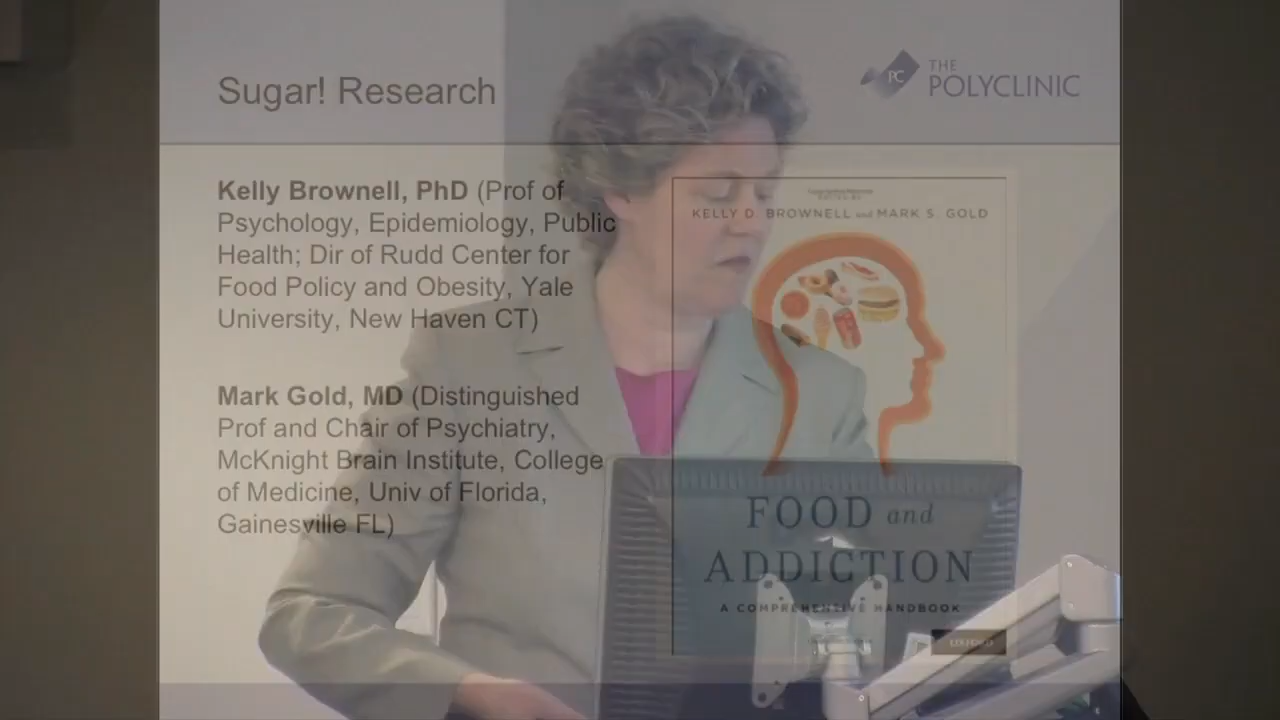 Sugar! Research
PC
THE
POLYCLINIC
Kelly Brownell, PhD (Prof of
Psychology, Epidemiology, Public
Health; Dir of Rudd Center for
Food Policy and Obesity, Yale
University, New Haven CT)
Mark Gold, MD (Distinguished
Prof and Chair of Psychiatry,
McKnight Brain Institute, College
of Medicine, Univ of Florida,
Gainesville FL)
KELLY D. BROWNELL and MARK S. GOLD
FOOD and
ADDICTION
A COMPREHENSIVE HANDBOOK